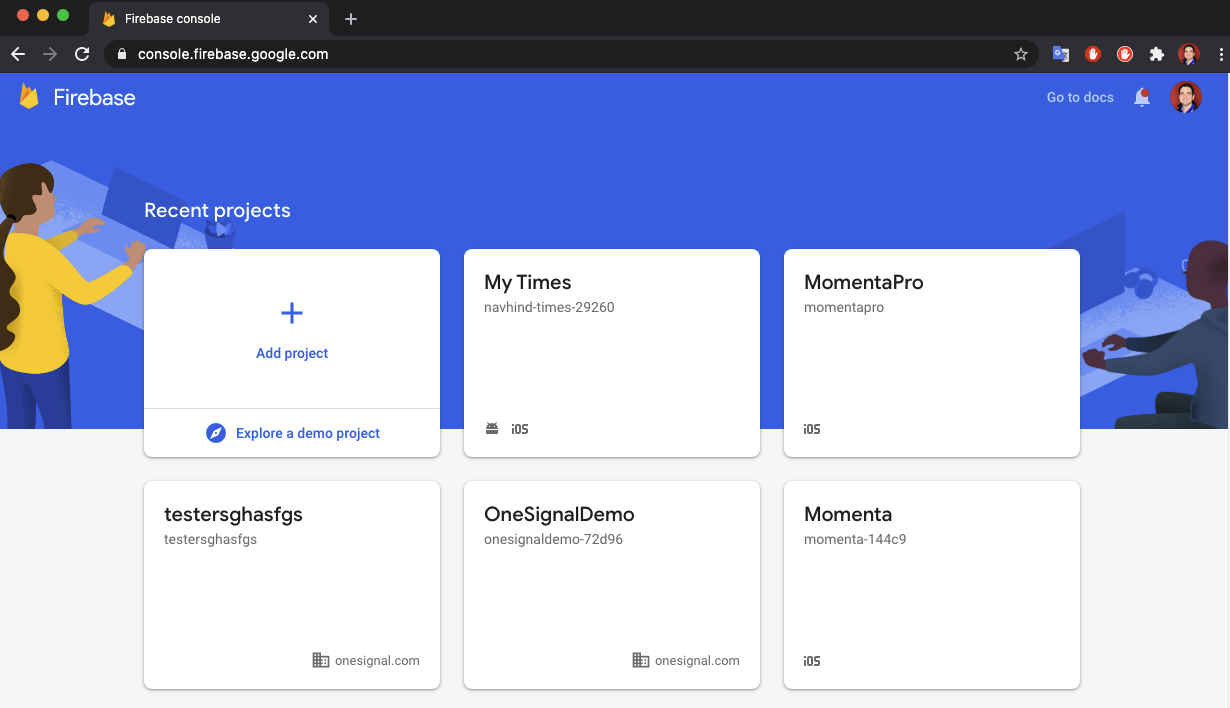 Firebase console
console.firebase.google.com
Firebase
Go to docs
Recent projects
Add project
Explore a demo project
My Times
navhind-times-29260
iOS
MomentaPro
momentapro
iOS
testersghasfgs
testersghasfgs
onesignal.com
OneSignalDemo
onesignaldemo-72d96
onesignal.com
Momenta
momenta-144c9
iOS